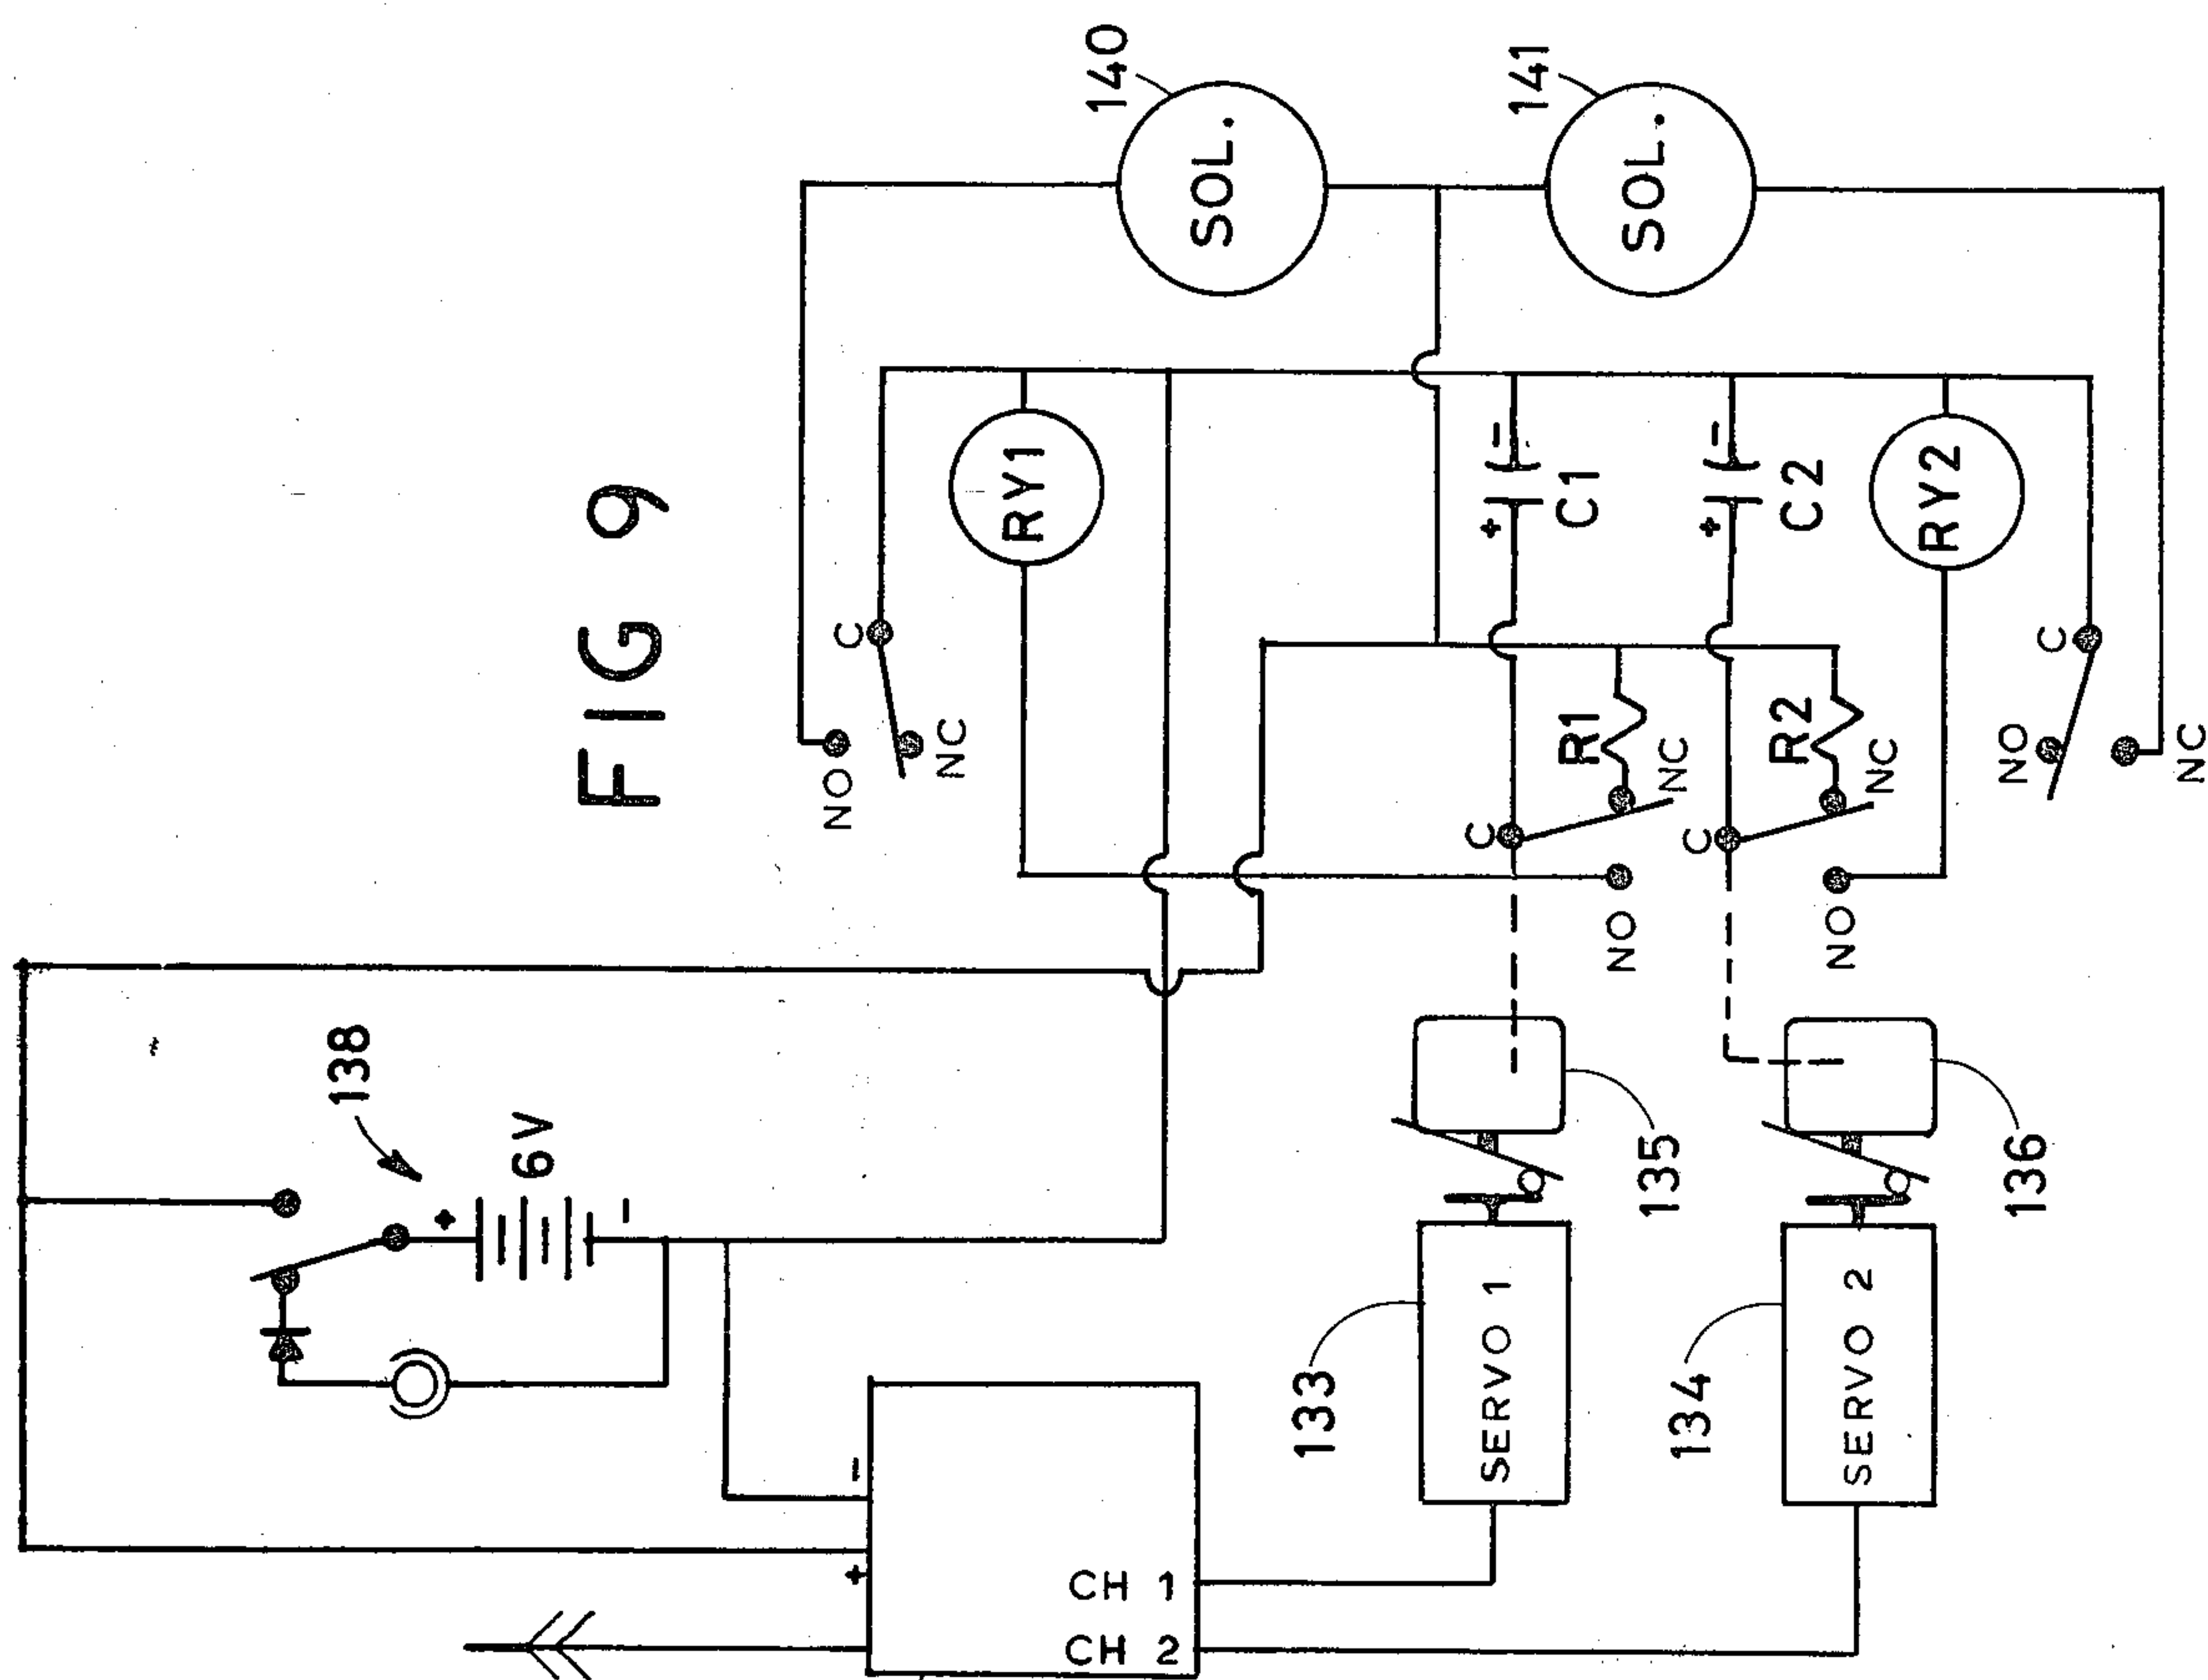 FIG 9
138
+
6V
-
-
+
CH 1
CH 2
133
SERVO 1
134
SERVO 2
135
136
NO
C
NC
RY1
140
SOL.
141
SOL.
C
NO
NC
R1
+
-
C1
C
NO
NC
R2
+
-
C2
RY2
C
NO
NC